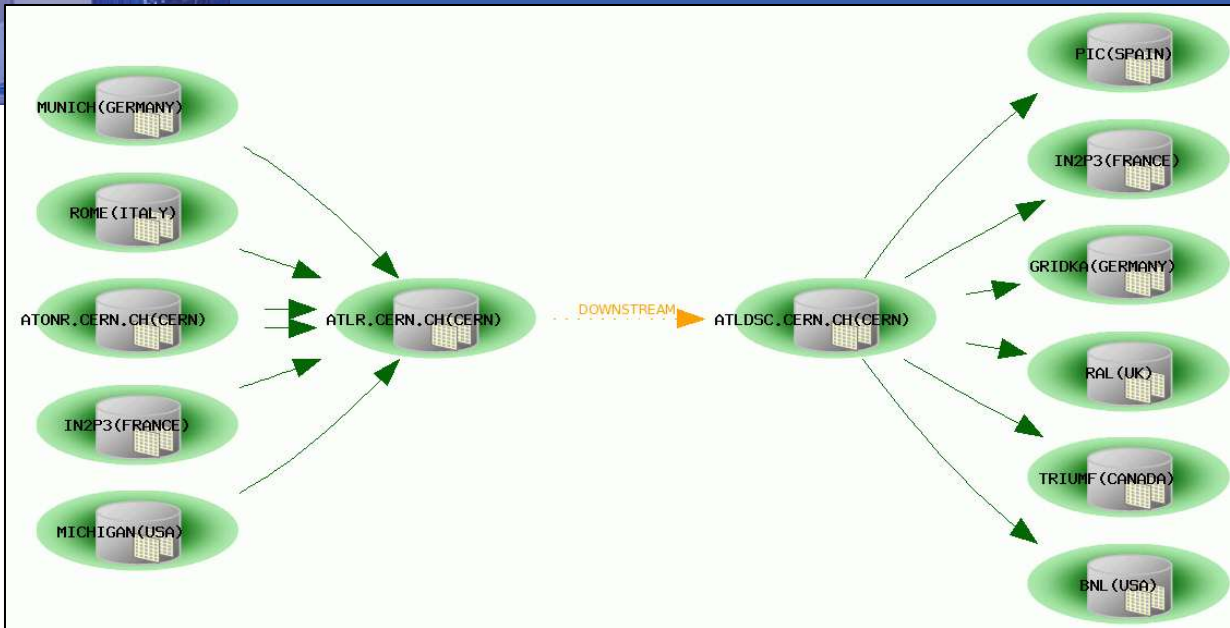 MUNICH(GERMANY)
ROME(ITALY)
ATONR.CERN.CH(CERN)
IN2P3(FRANCE)
MICHIGAN(USA)
ATLR.CERN.CH(CERN)
DOWNSTREAM
ATLDSC.CERN.CH(CERN)
PIC(SPAIN)
IN2P3(FRANCE)
GRIDKA(GERMANY)
RAL(UK)
TRIUMF(CANADA)
BNL(USA)